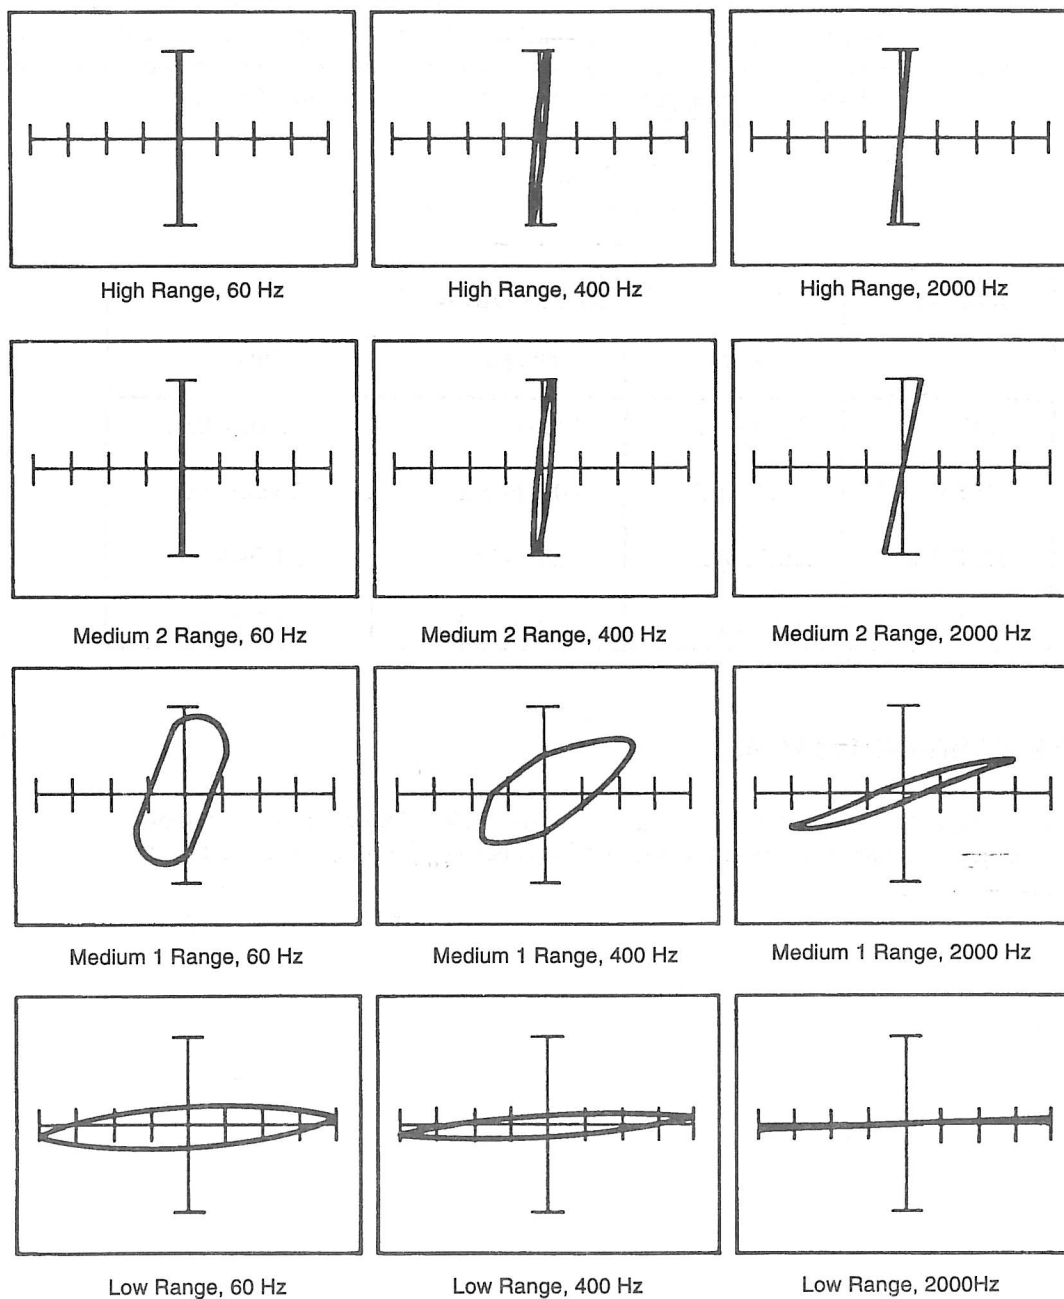 High Range, 60 Hz
High Range, 400 Hz
High Range, 2000 Hz
Medium 2 Range, 60 Hz
Medium 2 Range, 400 Hz
Medium 2 Range, 2000 Hz
Medium 1 Range, 60 Hz
Medium 1 Range, 400 Hz
Medium 1 Range, 2000 Hz
Low Range, 60 Hz
Low Range, 400 Hz
Low Range, 2000Hz